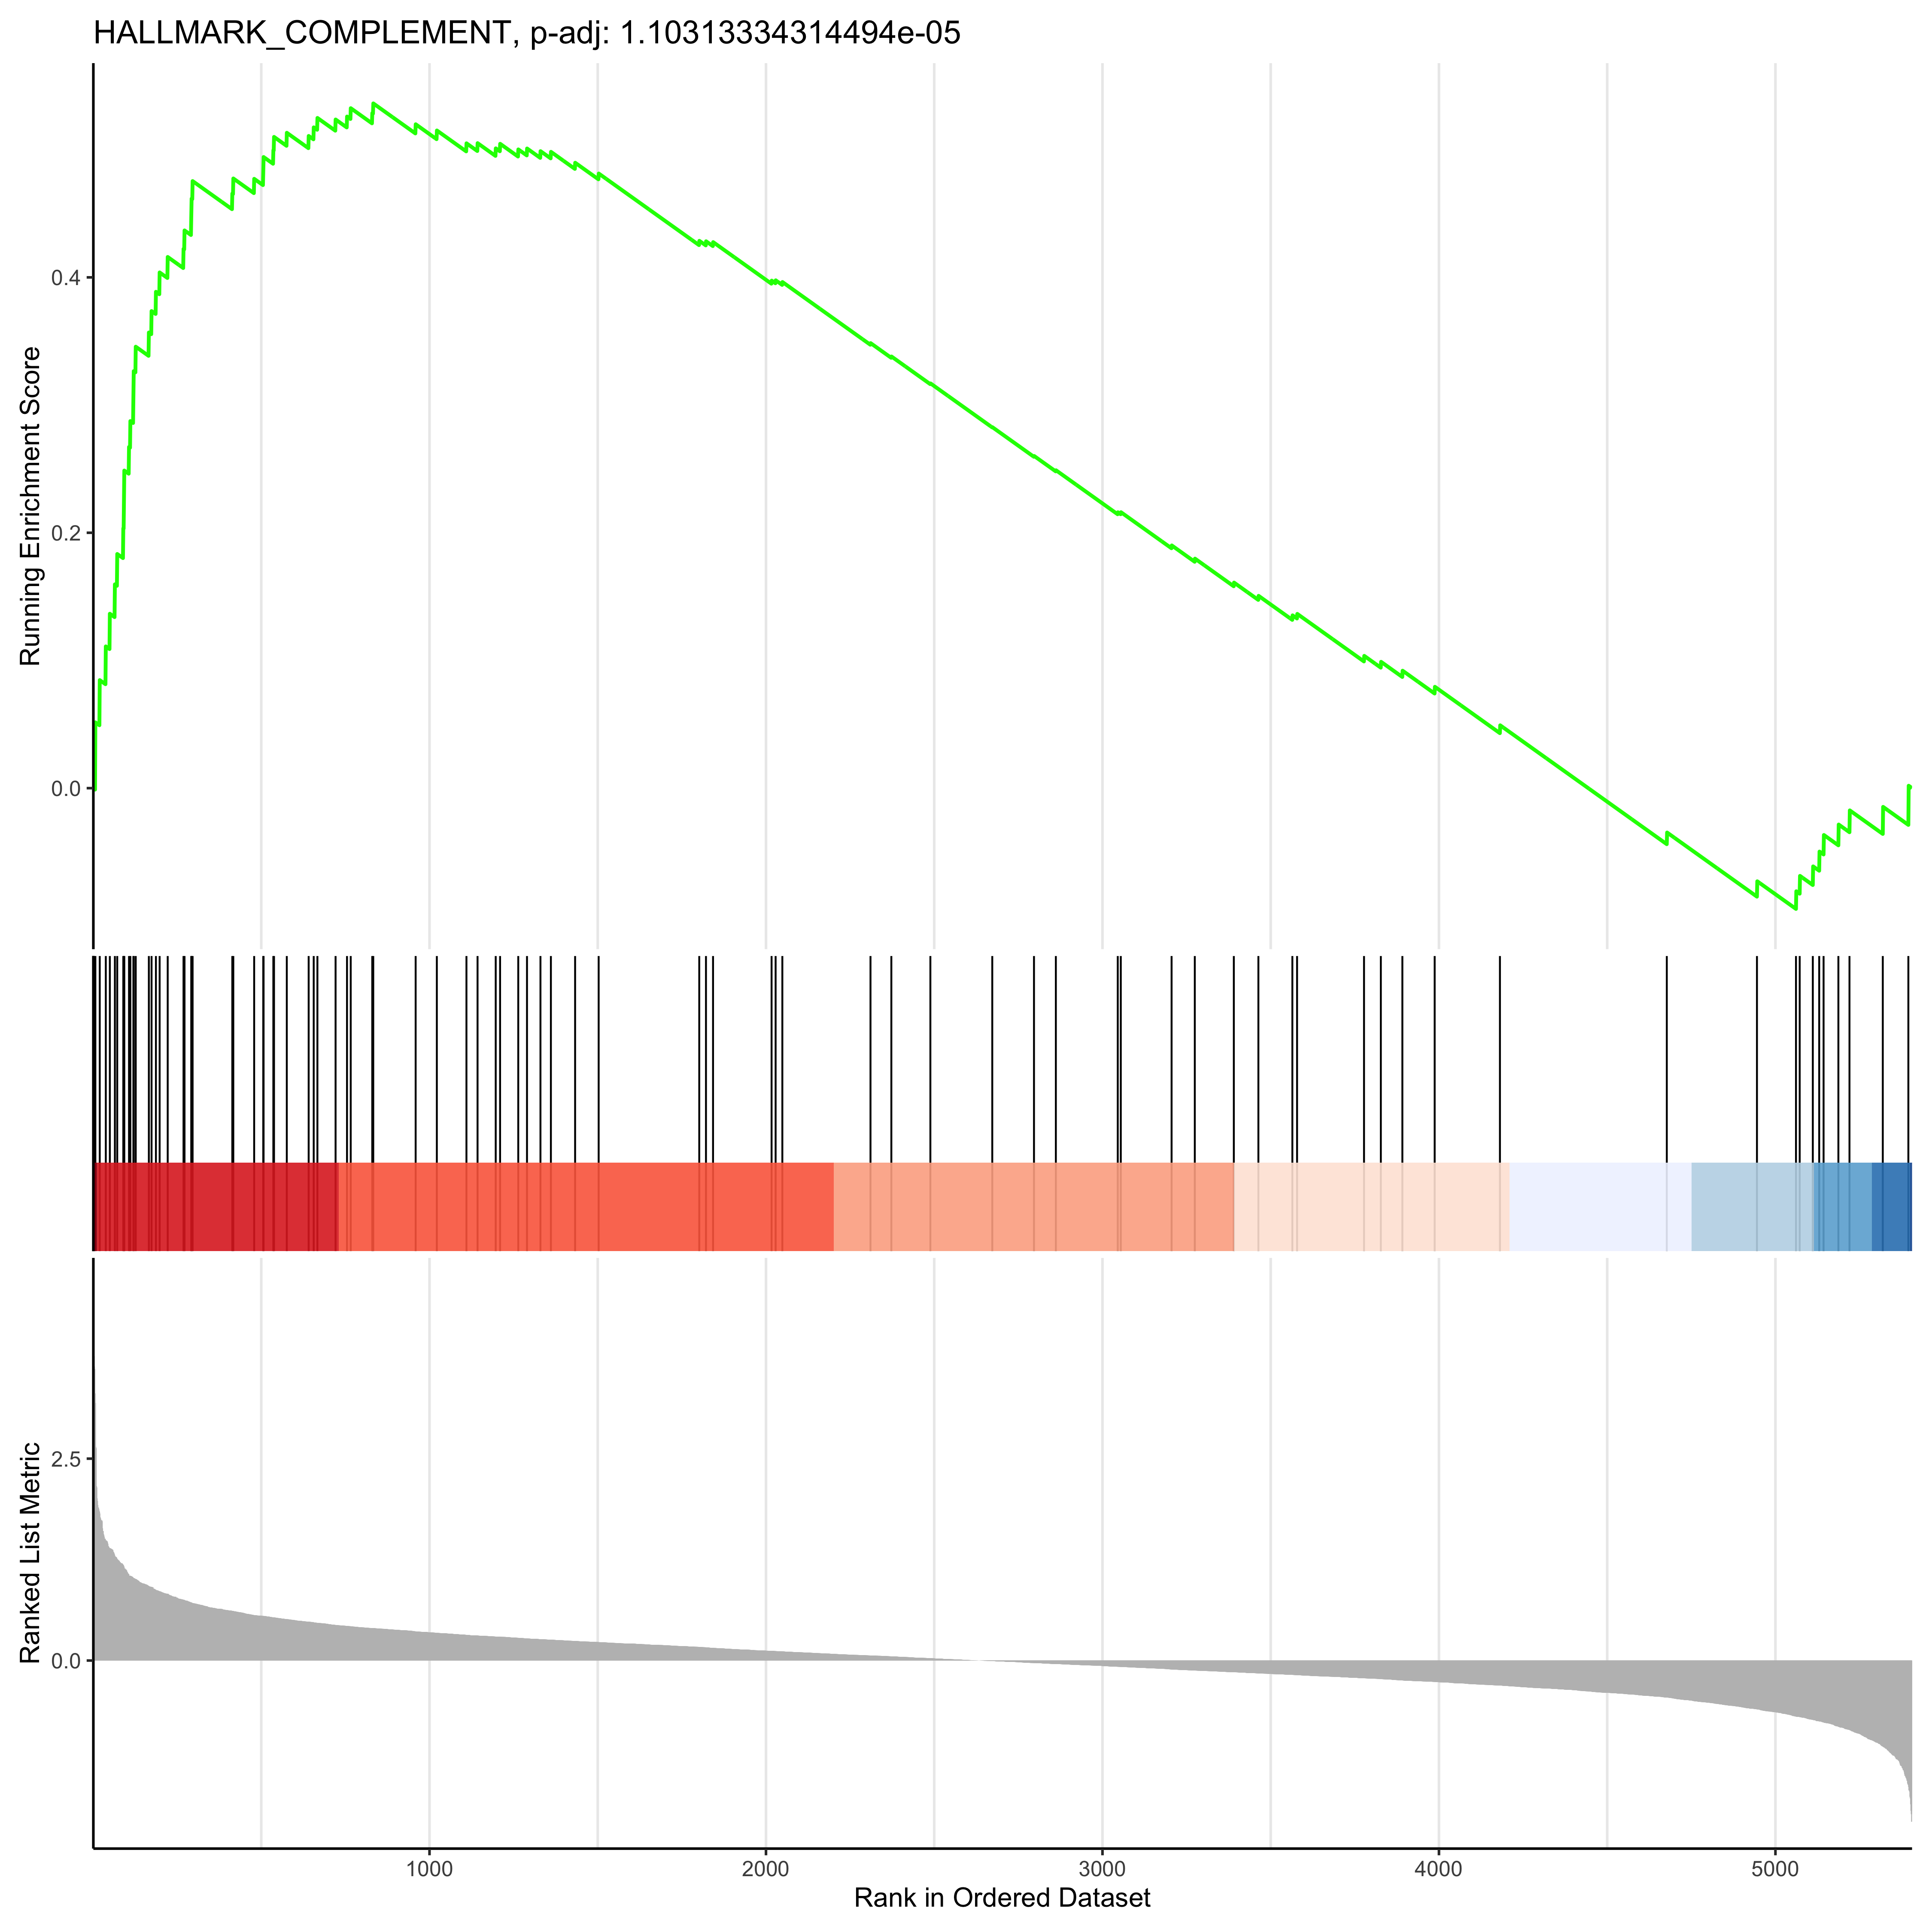 HALLMARK_COMPLEMENT, p-adj: 1.10313334314494e-05
Running Enrichment Score
0.4
0.2
0.0
Ranked List Metric
2.5
0.0
1000 2000 3000 4000 5000
Rank in Ordered Dataset